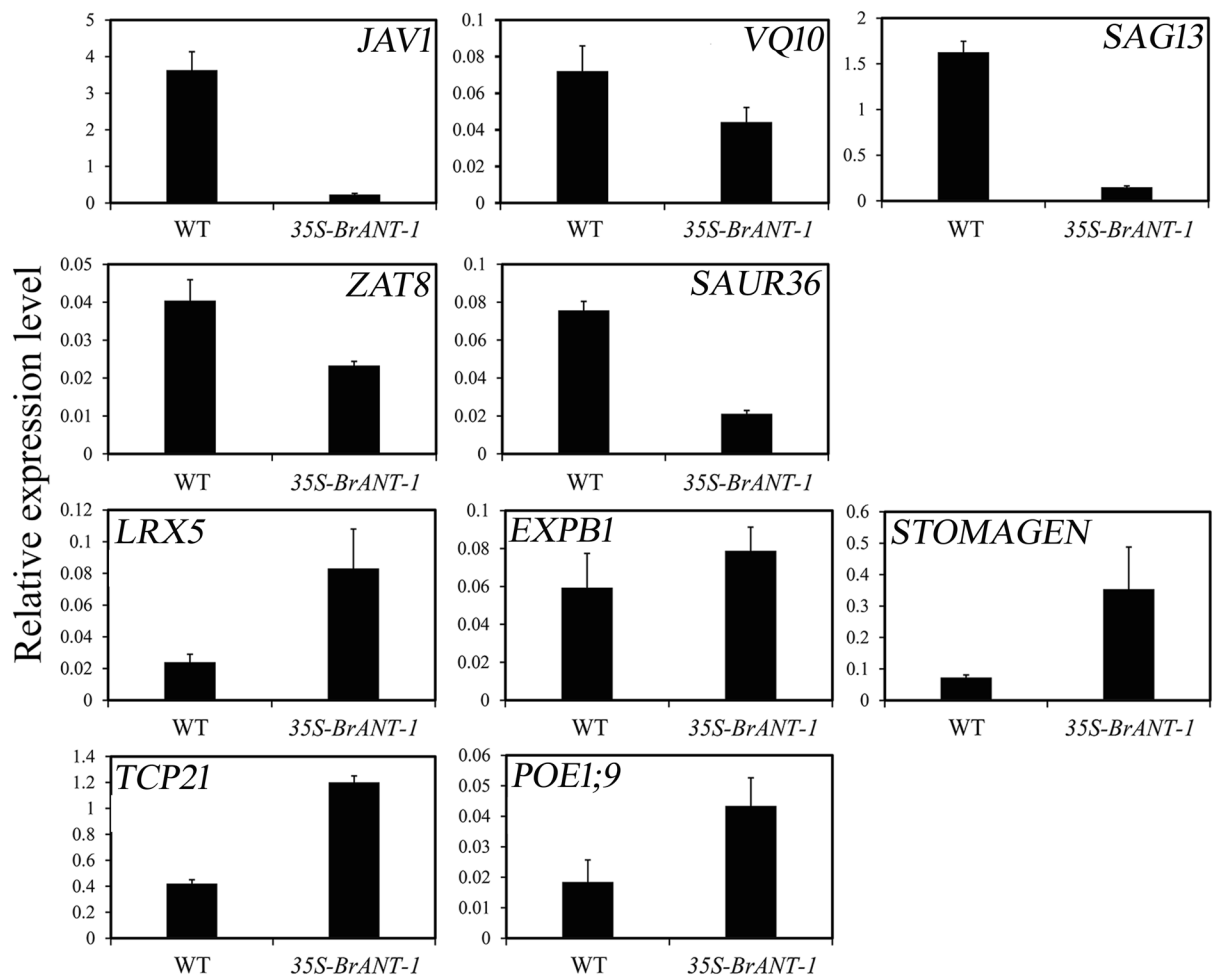 Relative expression level
JAV1
5
4
3
2
1
0
WT
35S-BrANT-1
VQ10
0.1
0.08
0.06
0.04
0.02
0
WT
35S-BrANT-1
SAG13
2
1.5
1
0.5
0
WT
35S-BrANT-1
ZAT8
0.05
0.04
0.03
0.02
0.01
0
WT
35S-BrANT-1
SAUR36
0.1
0.08
0.06
0.04
0.02
0
WT
35S-BrANT-1
LRX5
0.12
0.1
0.08
0.06
0.04
0.02
0
WT
35S-BrANT-1
EXPB1
0.1
0.08
0.06
0.04
0.02
0
WT
35S-BrANT-1
STOMAGEN
0.6
0.5
0.4
0.3
0.2
0.1
0
WT
35S-BrANT-1
TCP21
1.4
1.2
1
0.8
0.6
0.4
0.2
0
WT
35S-BrANT-1
POE1;9
0.06
0.05
0.04
0.03
0.02
0.01
0
WT
35S-BrANT-1